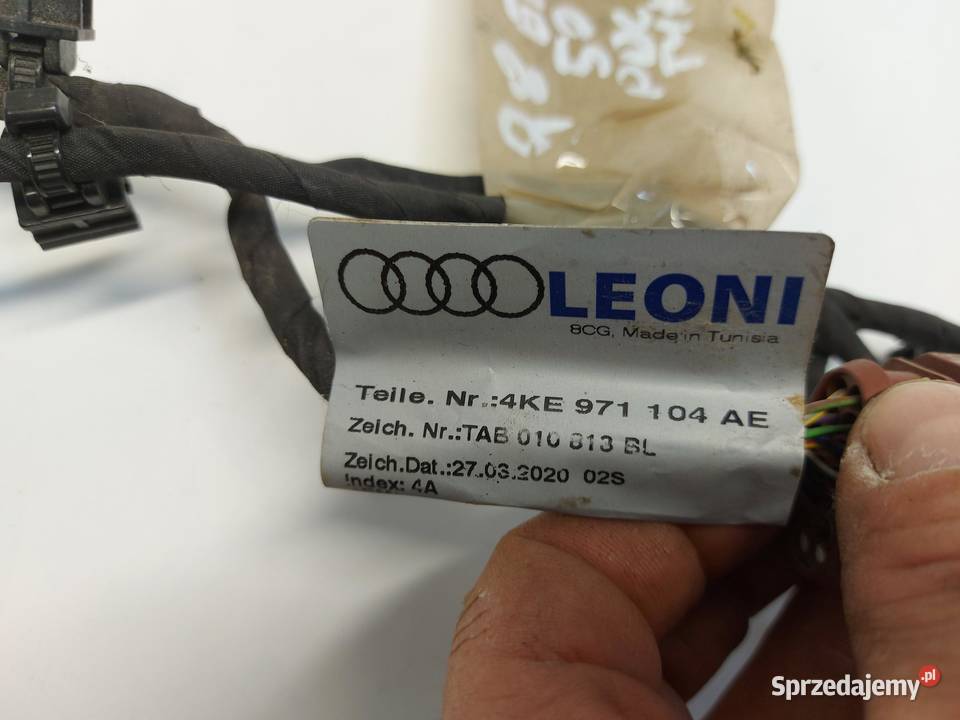 LEONI
8CG, Made in Tunisia
Teile. Nr.:4KE 971 104 AE
Zeich. Nr.:TAB 010 813 BL
Zeich.Dat.:27.03.2020 02S
Index: 4A
Sprzedajemy.pl